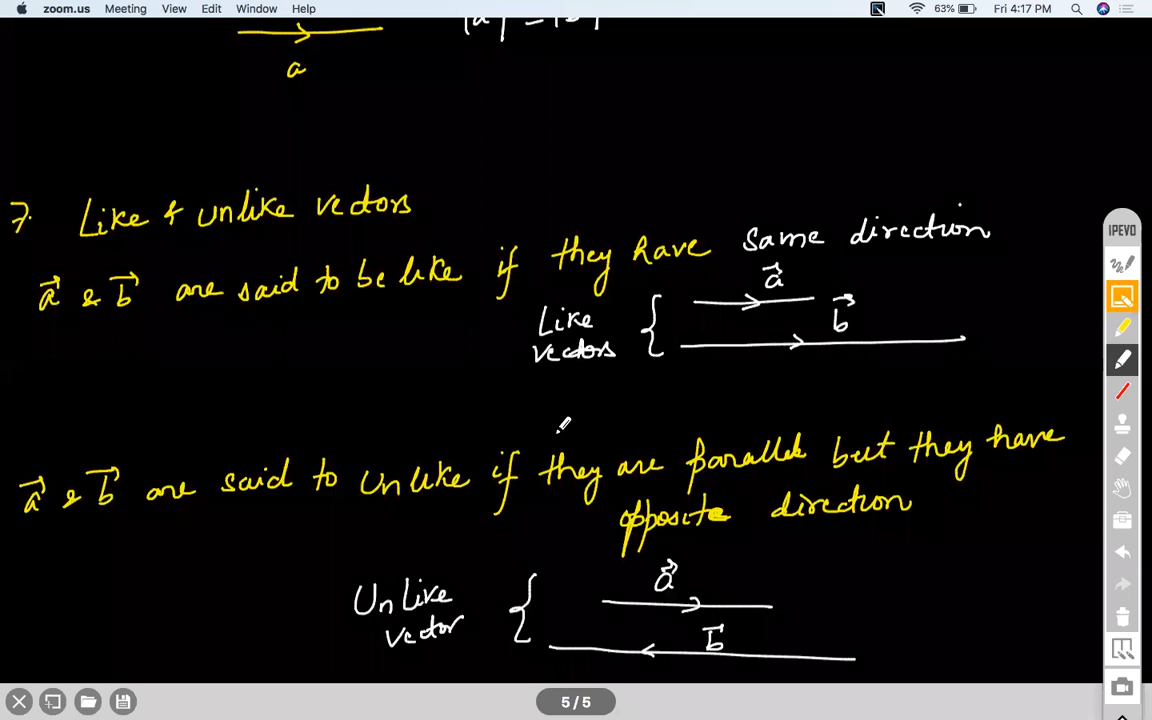 zoom.us Meeting View Edit Window Help 63% Fri 4:17 PM
a
7. Like & unlike vectors
a⃗ & b⃗ are said to be like if they have same direction
Like vectors
a⃗
b⃗
a⃗ & b⃗ are said to Unlike if they are parallel but they have
opposite direction
UnLike
vector
a⃗
b⃗
IPEVO
5 / 5